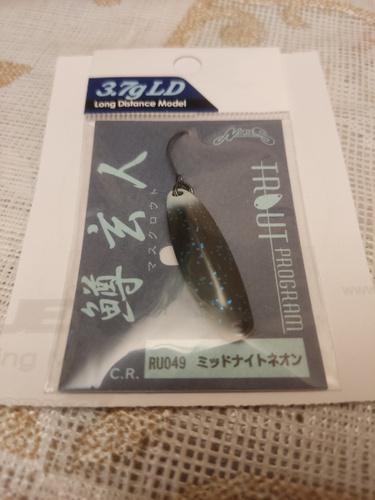 3.7g LD
Long Distance Model
TROUT PROGRAM
鱒玄人
マスクロウト
C.R.
RU049 ミッドナイトネオン